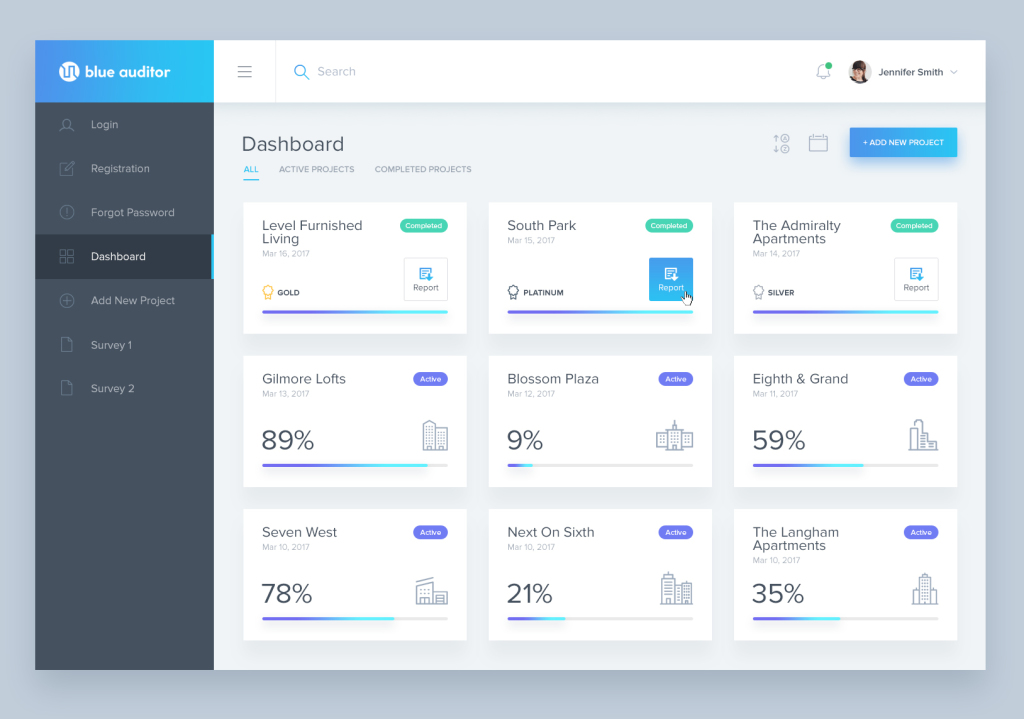 blue auditor
Search
Jennifer Smith
Login
Registration
Forgot Password
Dashboard
Add New Project
Survey 1
Survey 2
Dashboard
+ ADD NEW PROJECT
ALL ACTIVE PROJECTS COMPLETED PROJECTS
Level Furnished
Living
Completed
Mar 16, 2017
Report
GOLD
South Park
Completed
Mar 15, 2017
Report
PLATINUM
The Admiralty
Apartments
Completed
Mar 14, 2017
Report
SILVER
Gilmore Lofts
Active
Mar 13, 2017
89%
Blossom Plaza
Active
Mar 12, 2017
9%
Eighth & Grand
Active
Mar 11, 2017
59%
Seven West
Active
Mar 10, 2017
78%
Next On Sixth
Active
Mar 10, 2017
21%
The Langham
Apartments
Active
Mar 10, 2017
35%